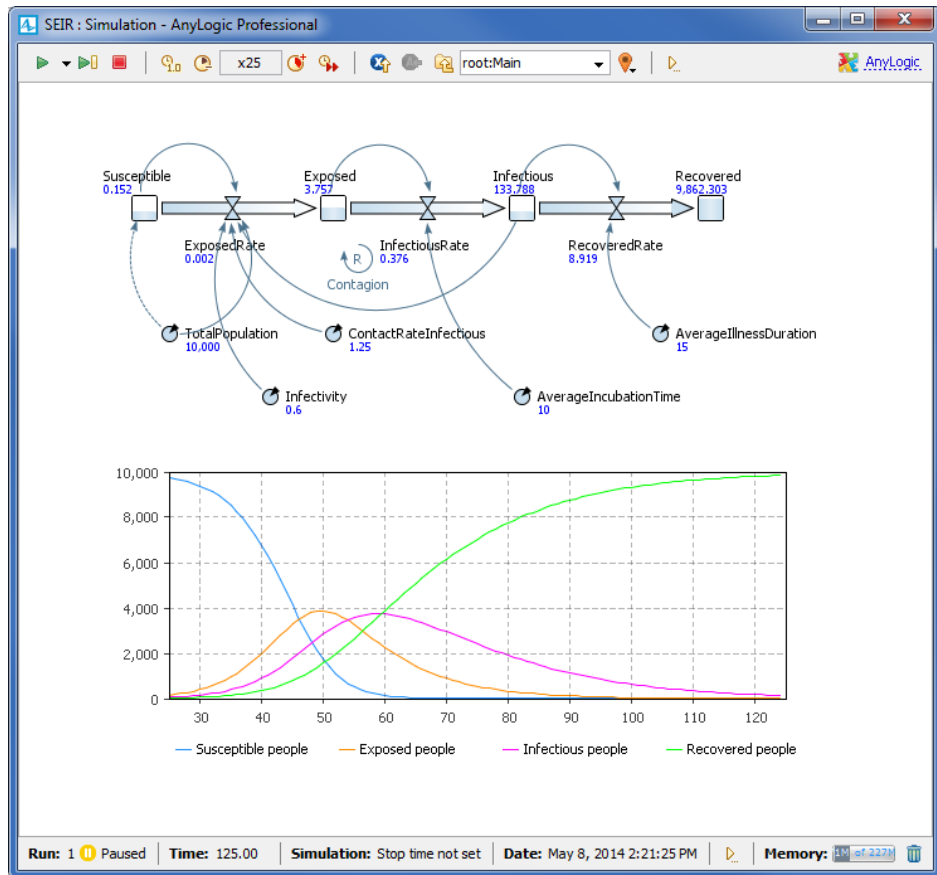 SEIR : Simulation - AnyLogic Professional
x25 root:Main AnyLogic
Susceptible Exposed Infectious Recovered
0.152 3.757 133.788 9,862.303
ExposedRate InfectiousRate RecoveredRate
0.002 0.376 8.919
R
Contagion
TotalPopulation ContactRateInfectious AverageIllnessDuration
10,000 1.25 15
Infectivity AverageIncubationTime
0.6 10
10,000
8,000
6,000
4,000
2,000
0
30 40 50 60 70 80 90 100 110 120
Susceptible people Exposed people Infectious people Recovered people
Run: 1 Paused Time: 125.00 Simulation: Stop time not set Date: May 8, 2014 2:21:25 PM Memory: of 227M